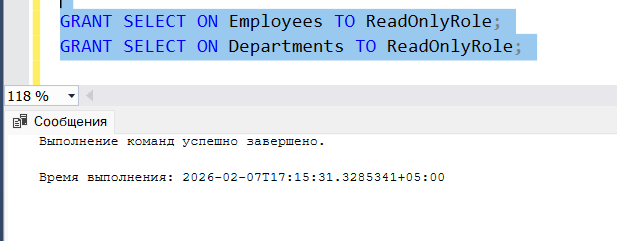 GRANT SELECT ON Employees TO ReadOnlyRole;
GRANT SELECT ON Departments TO ReadOnlyRole;
118 %
Сообщения
Выполнение команд успешно завершено.
Время выполнения: 2026-02-07T17:15:31.3285341+05:00